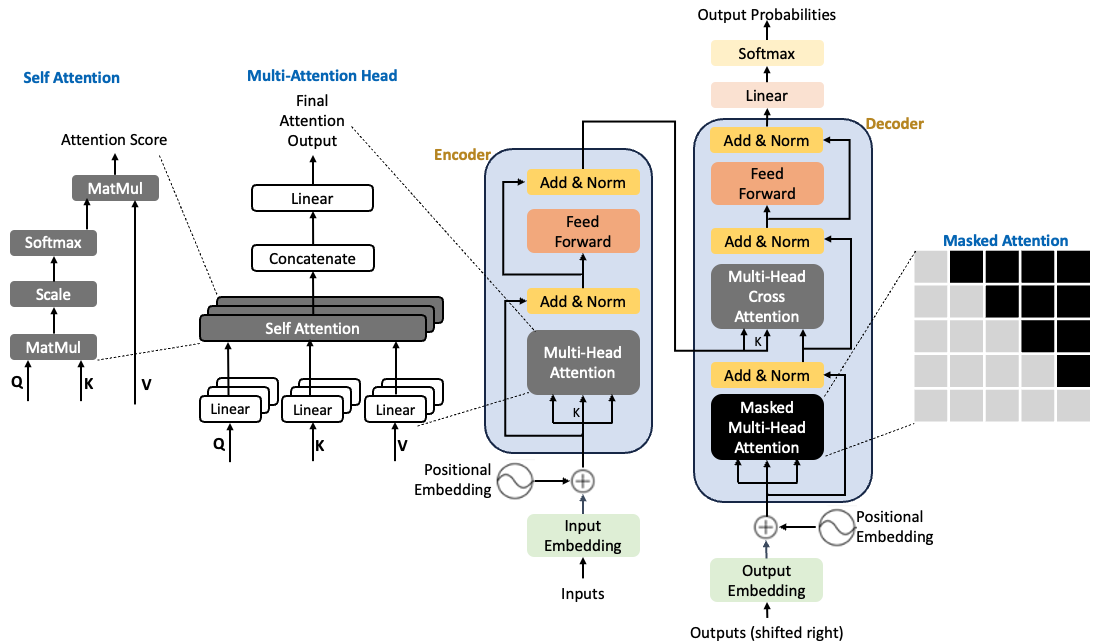 Self Attention
Attention Score
MatMul
Softmax
Scale
MatMul
Q
K
V
Multi-Attention Head
Final
Attention
Output
Linear
Concatenate
Self Attention
Linear
Linear
Linear
Q
K
V
Encoder
Add & Norm
Feed
Forward
Add & Norm
Multi-Head
Attention
K
Positional
Embedding
Input
Embedding
Inputs
Output Probabilities
Softmax
Linear
Decoder
Add & Norm
Feed
Forward
Add & Norm
Multi-Head
Cross
Attention
K
Add & Norm
Masked
Multi-Head
Attention
Positional
Embedding
Output
Embedding
Outputs (shifted right)
Masked Attention